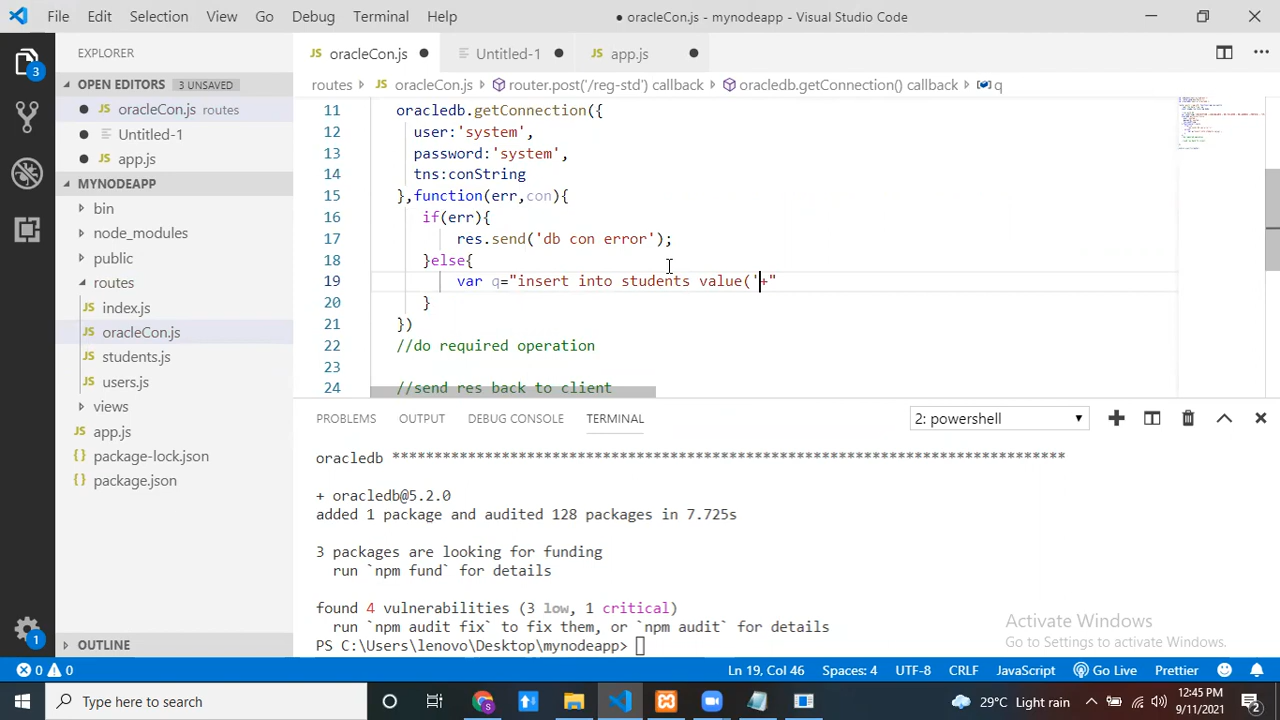 File Edit Selection View Go Debug Terminal Help
● oracleCon.js - mynodeapp - Visual Studio Code
EXPLORER
OPEN EDITORS 3 UNSAVED
oracleCon.js routes
Untitled-1
app.js
MYNODEAPP
bin
node_modules
public
routes
index.js
oracleCon.js
students.js
users.js
views
app.js
package-lock.json
package.json
OUTLINE
3
1
JS oracleCon.js ● Untitled-1 ● JS app.js ●
routes JS oracleCon.js router.post('/reg-std') callback oracledb.getConnection() callback q
11 oracledb.getConnection({
12 user:'system',
13 password:'system',
14 tns:conString
15 },function(err,con){
16 if(err){
17 res.send('db con error');
18 }else{
19 var q="insert into students value('+"
20 }
21 })
22 //do required operation
23
24 //send res back to client
PROBLEMS OUTPUT DEBUG CONSOLE TERMINAL 2: powershell
oracledb ******************************************************************************
+ oracledb@5.2.0
added 1 package and audited 128 packages in 7.725s
3 packages are looking for funding
run `npm fund` for details
found 4 vulnerabilities (3 low, 1 critical)
run `npm audit fix` to fix them, or `npm audit` for details
PS C:\Users\lenovo\Desktop\mynodeapp>
Activate Windows
Go to Settings to activate Windows.
0 0 Ln 19, Col 46 Spaces: 4 UTF-8 CRLF JavaScript Go Live Prettier
Type here to search
29°C Light rain
12:45 PM
9/11/2021
2